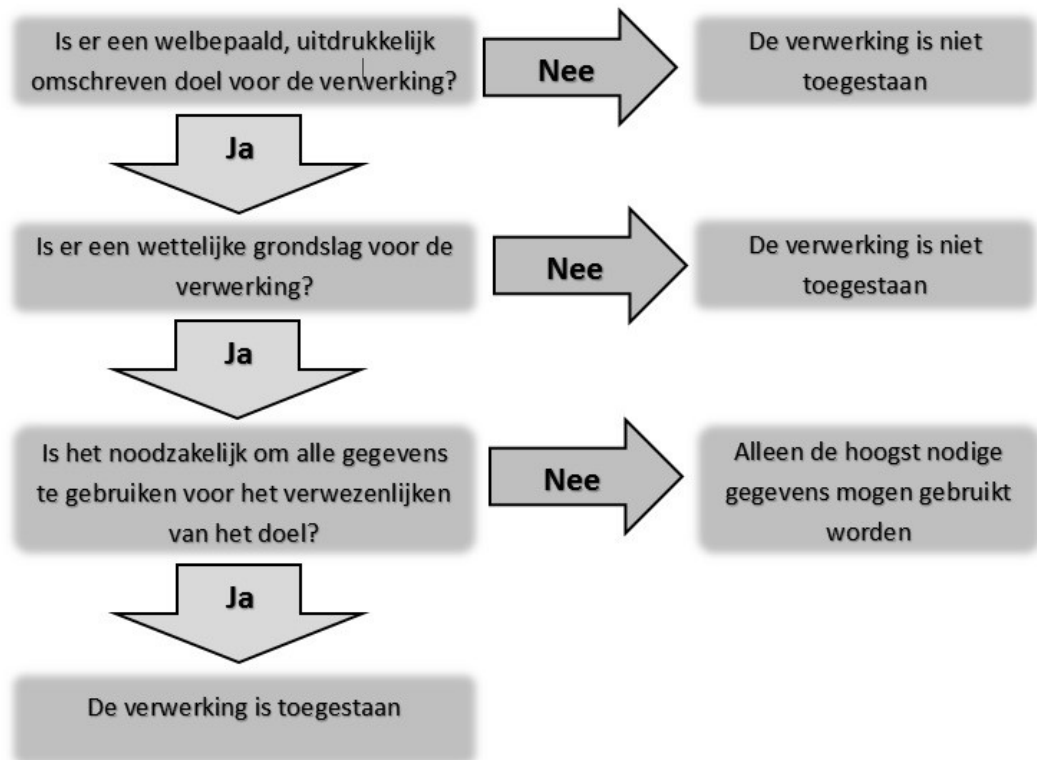 Is er een welbepaald, uitdrukkelijk
omschreven doel voor de verwerking?
Nee
De verwerking is niet
toegestaan
Ja
Is er een wettelijke grondslag voor de
verwerking?
Nee
De verwerking is niet
toegestaan
Ja
Is het noodzakelijk om alle gegevens
te gebruiken voor het verwezenlijken
van het doel?
Nee
Alleen de hoogst nodige
gegevens mogen gebruikt
worden
Ja
De verwerking is toegestaan